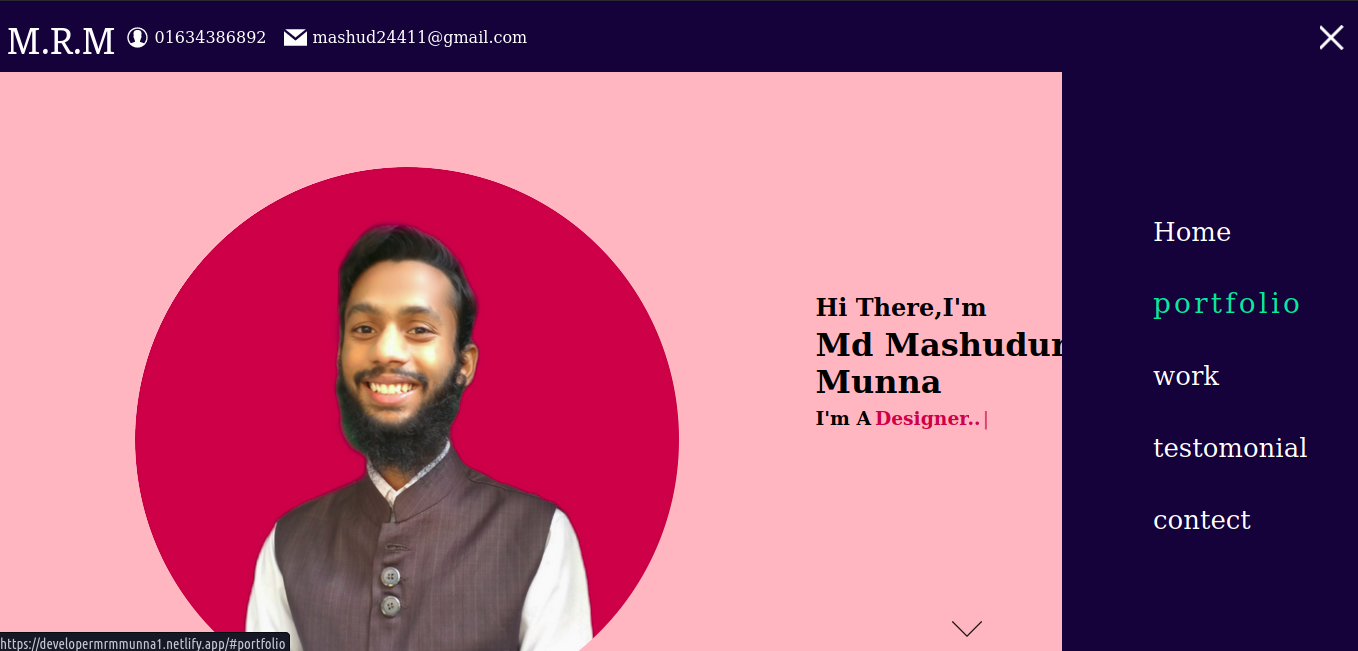 M.R.M 01634386892 mashud24411@gmail.com
Hi There,I'm
Md Mashudur
Munna
I'm A Designer..|
Home
portfolio
work
testomonial
contect
https://developermrmmunna1.netlify.app/#portfolio